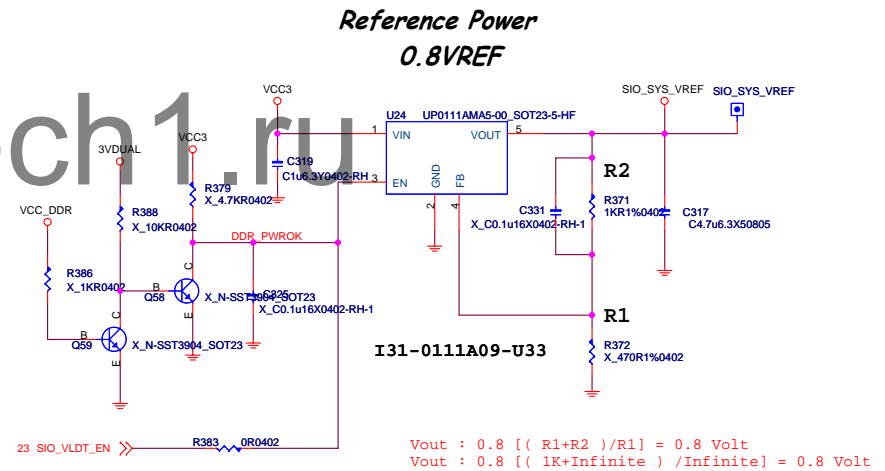 Reference Power
0.8VREF
ech1.ru
VCC3
SIO_SYS_VREF
SIO_SYS_VREF
U24
UP0111AMA5-00_SOT23-5-HF
1
VIN
VOUT
5
3
EN
GND
FB
2
4
C319
C1u6.3Y0402-RH
3VDUAL
VCC3
R379
X_4.7KR0402
VCC_DDR
R388
X_10KR0402
DDR_PWROK
R386
X_1KR0402
C
B
Q58
E
X_N-SST3904_SOT23
C325
X_C0.1u16X0402-RH-1
C
B
Q59
E
X_N-SST3904_SOT23
C331
X_C0.1u16X0402-RH-1
R2
R371
1KR1%0402
C317
C4.7u6.3X50805
R1
R372
X_470R1%0402
I31-0111A09-U33
23 SIO_VLDT_EN
R383
0R0402
Vout : 0.8 [( R1+R2 )/R1] = 0.8 Volt
Vout : 0.8 [( 1K+Infinite ) /Infinite] = 0.8 Volt